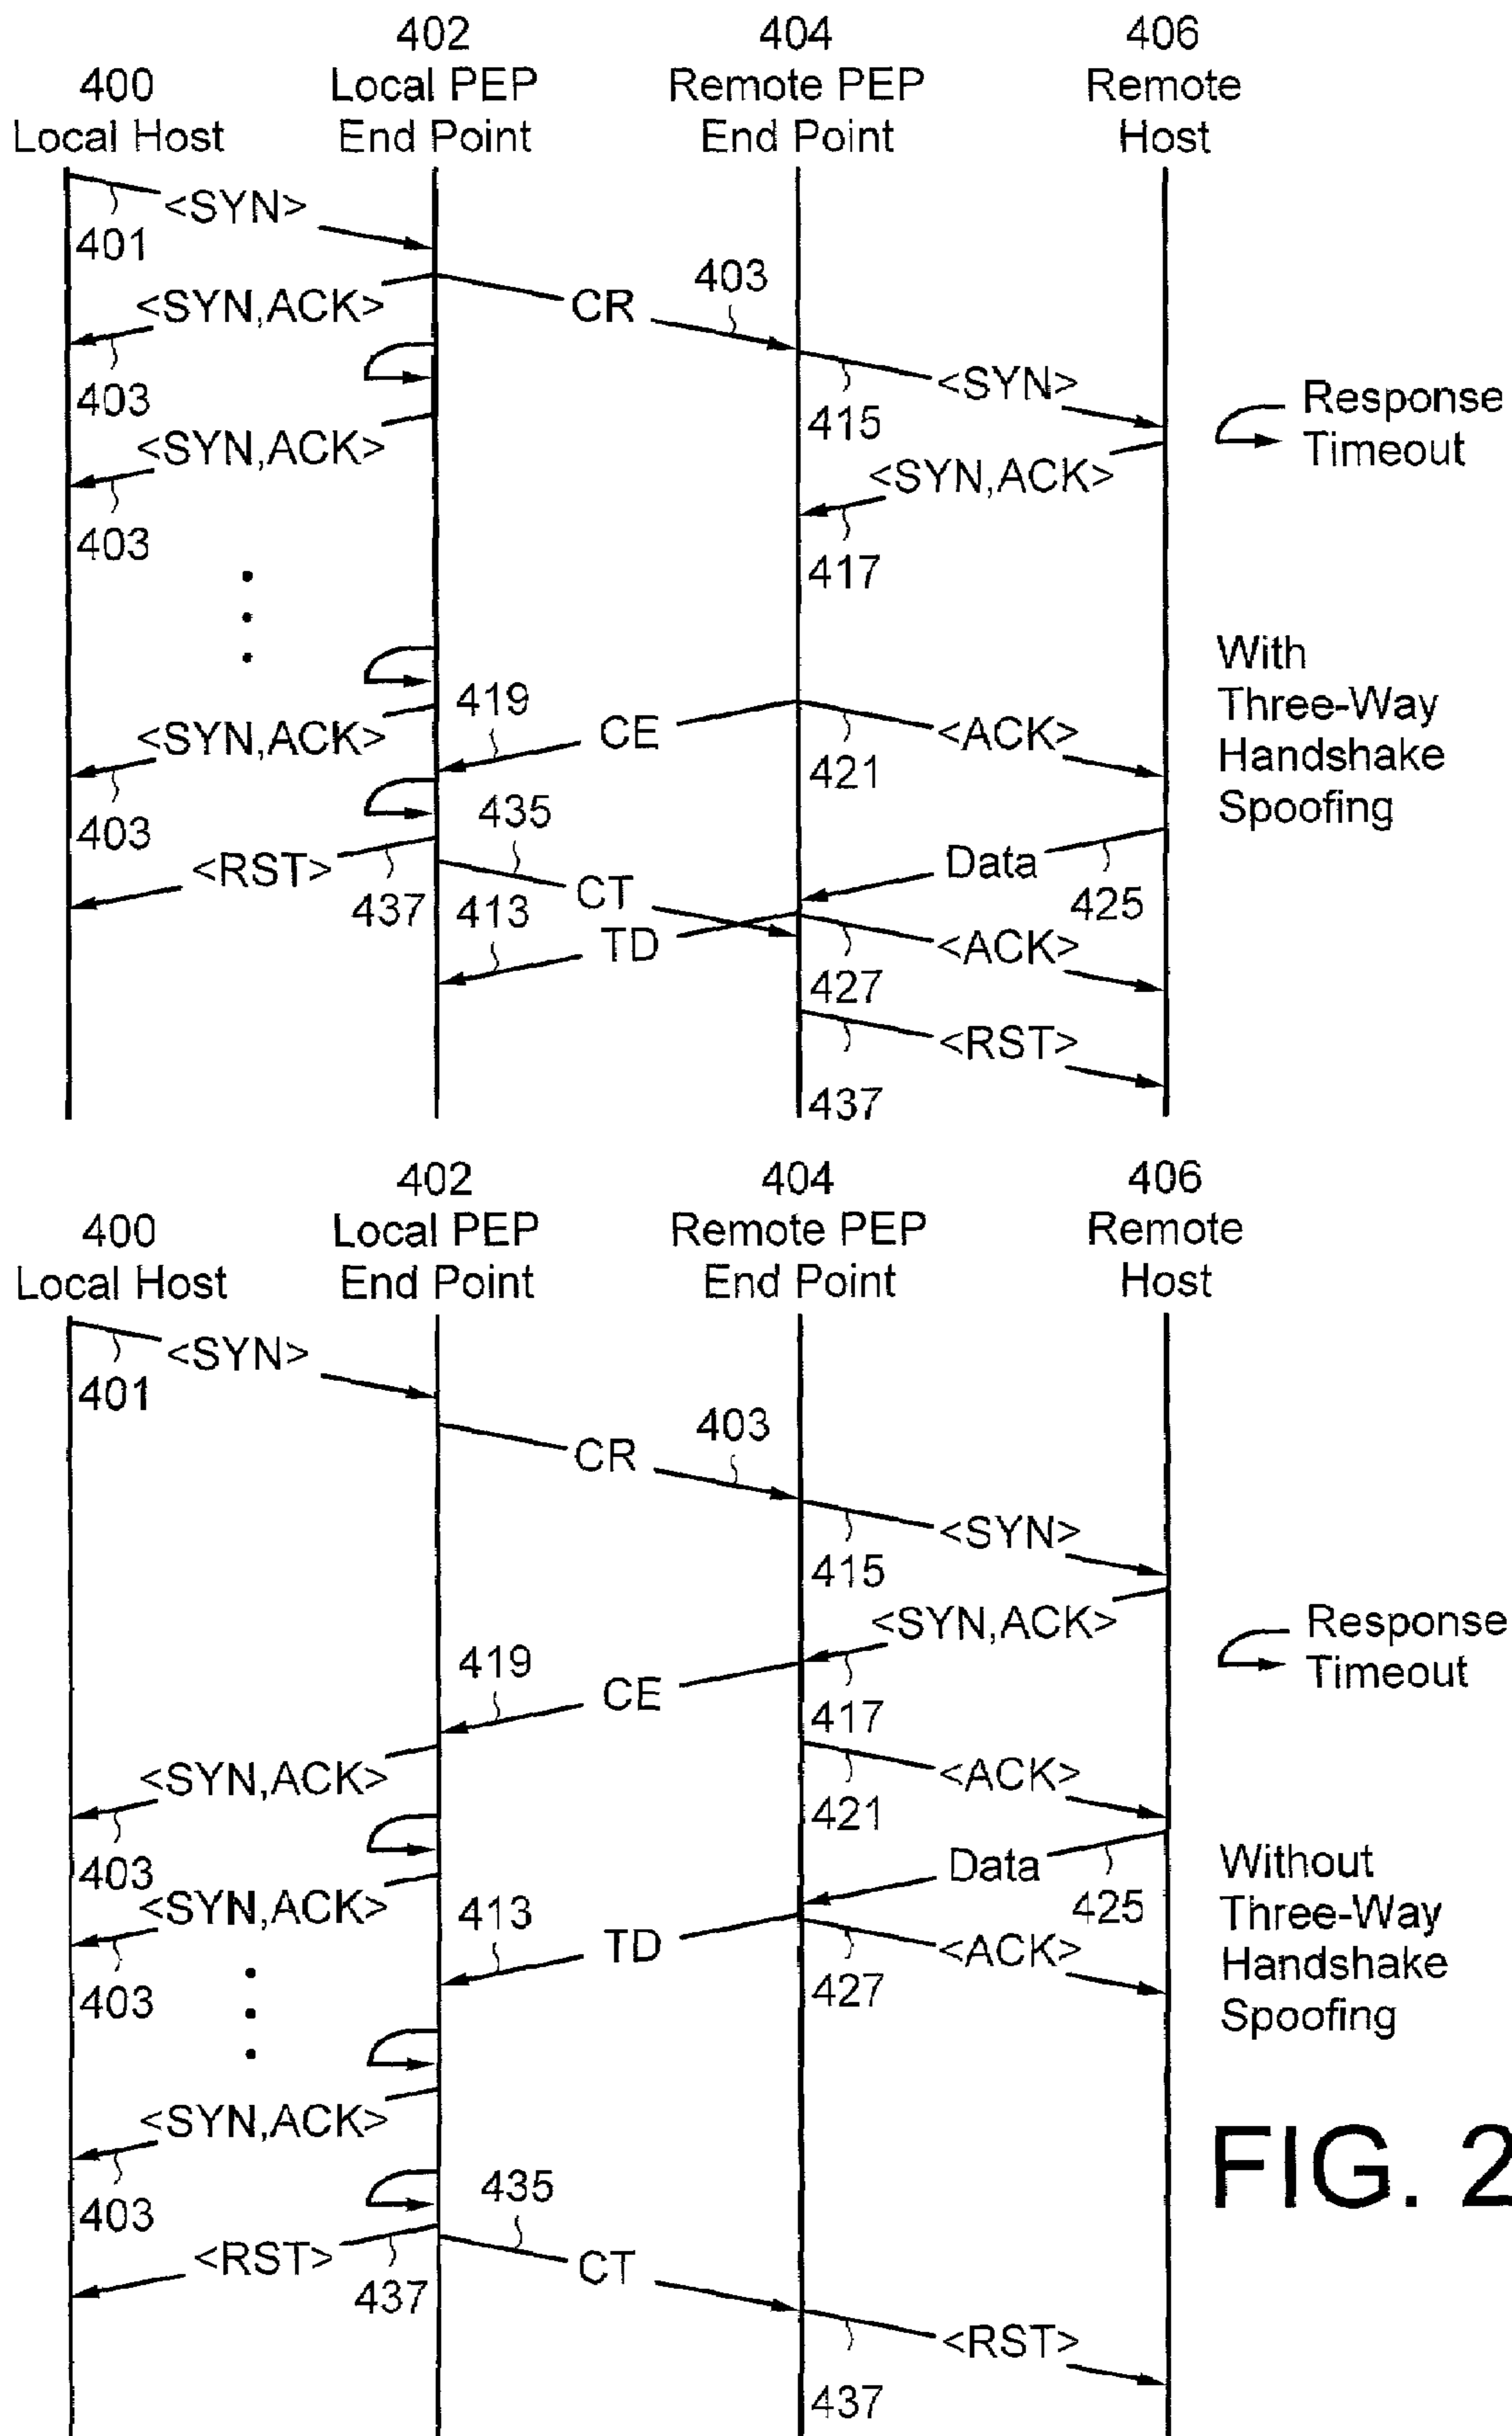 402
404
406
400
Local PEP
Remote PEP
Remote
Local Host
End Point
End Point
Host
<SYN>
401
403
<SYN,ACK>
CR
<SYN>
Response
403
415
Timeout
<SYN,ACK>
<SYN,ACK>
403
417
With
419
Three-Way
<SYN,ACK>
CE
<ACK>
Handshake
421
Spoofing
403
435
<RST>
Data
437
413
CT
425
TD
<ACK>
427
<RST>
437
402
404
406
400
Local PEP
Remote PEP
Remote
Local Host
End Point
End Point
Host
<SYN>
401
403
CR
<SYN>
415
<SYN,ACK>
Response
419
CE
Timeout
417
<SYN,ACK>
<ACK>
421
403
Data
Without
<SYN,ACK>
413
425
Three-Way
TD
<ACK>
Handshake
403
427
Spoofing
<SYN,ACK>
FIG. 2
403
435
<RST>
CT
437
<RST>
437